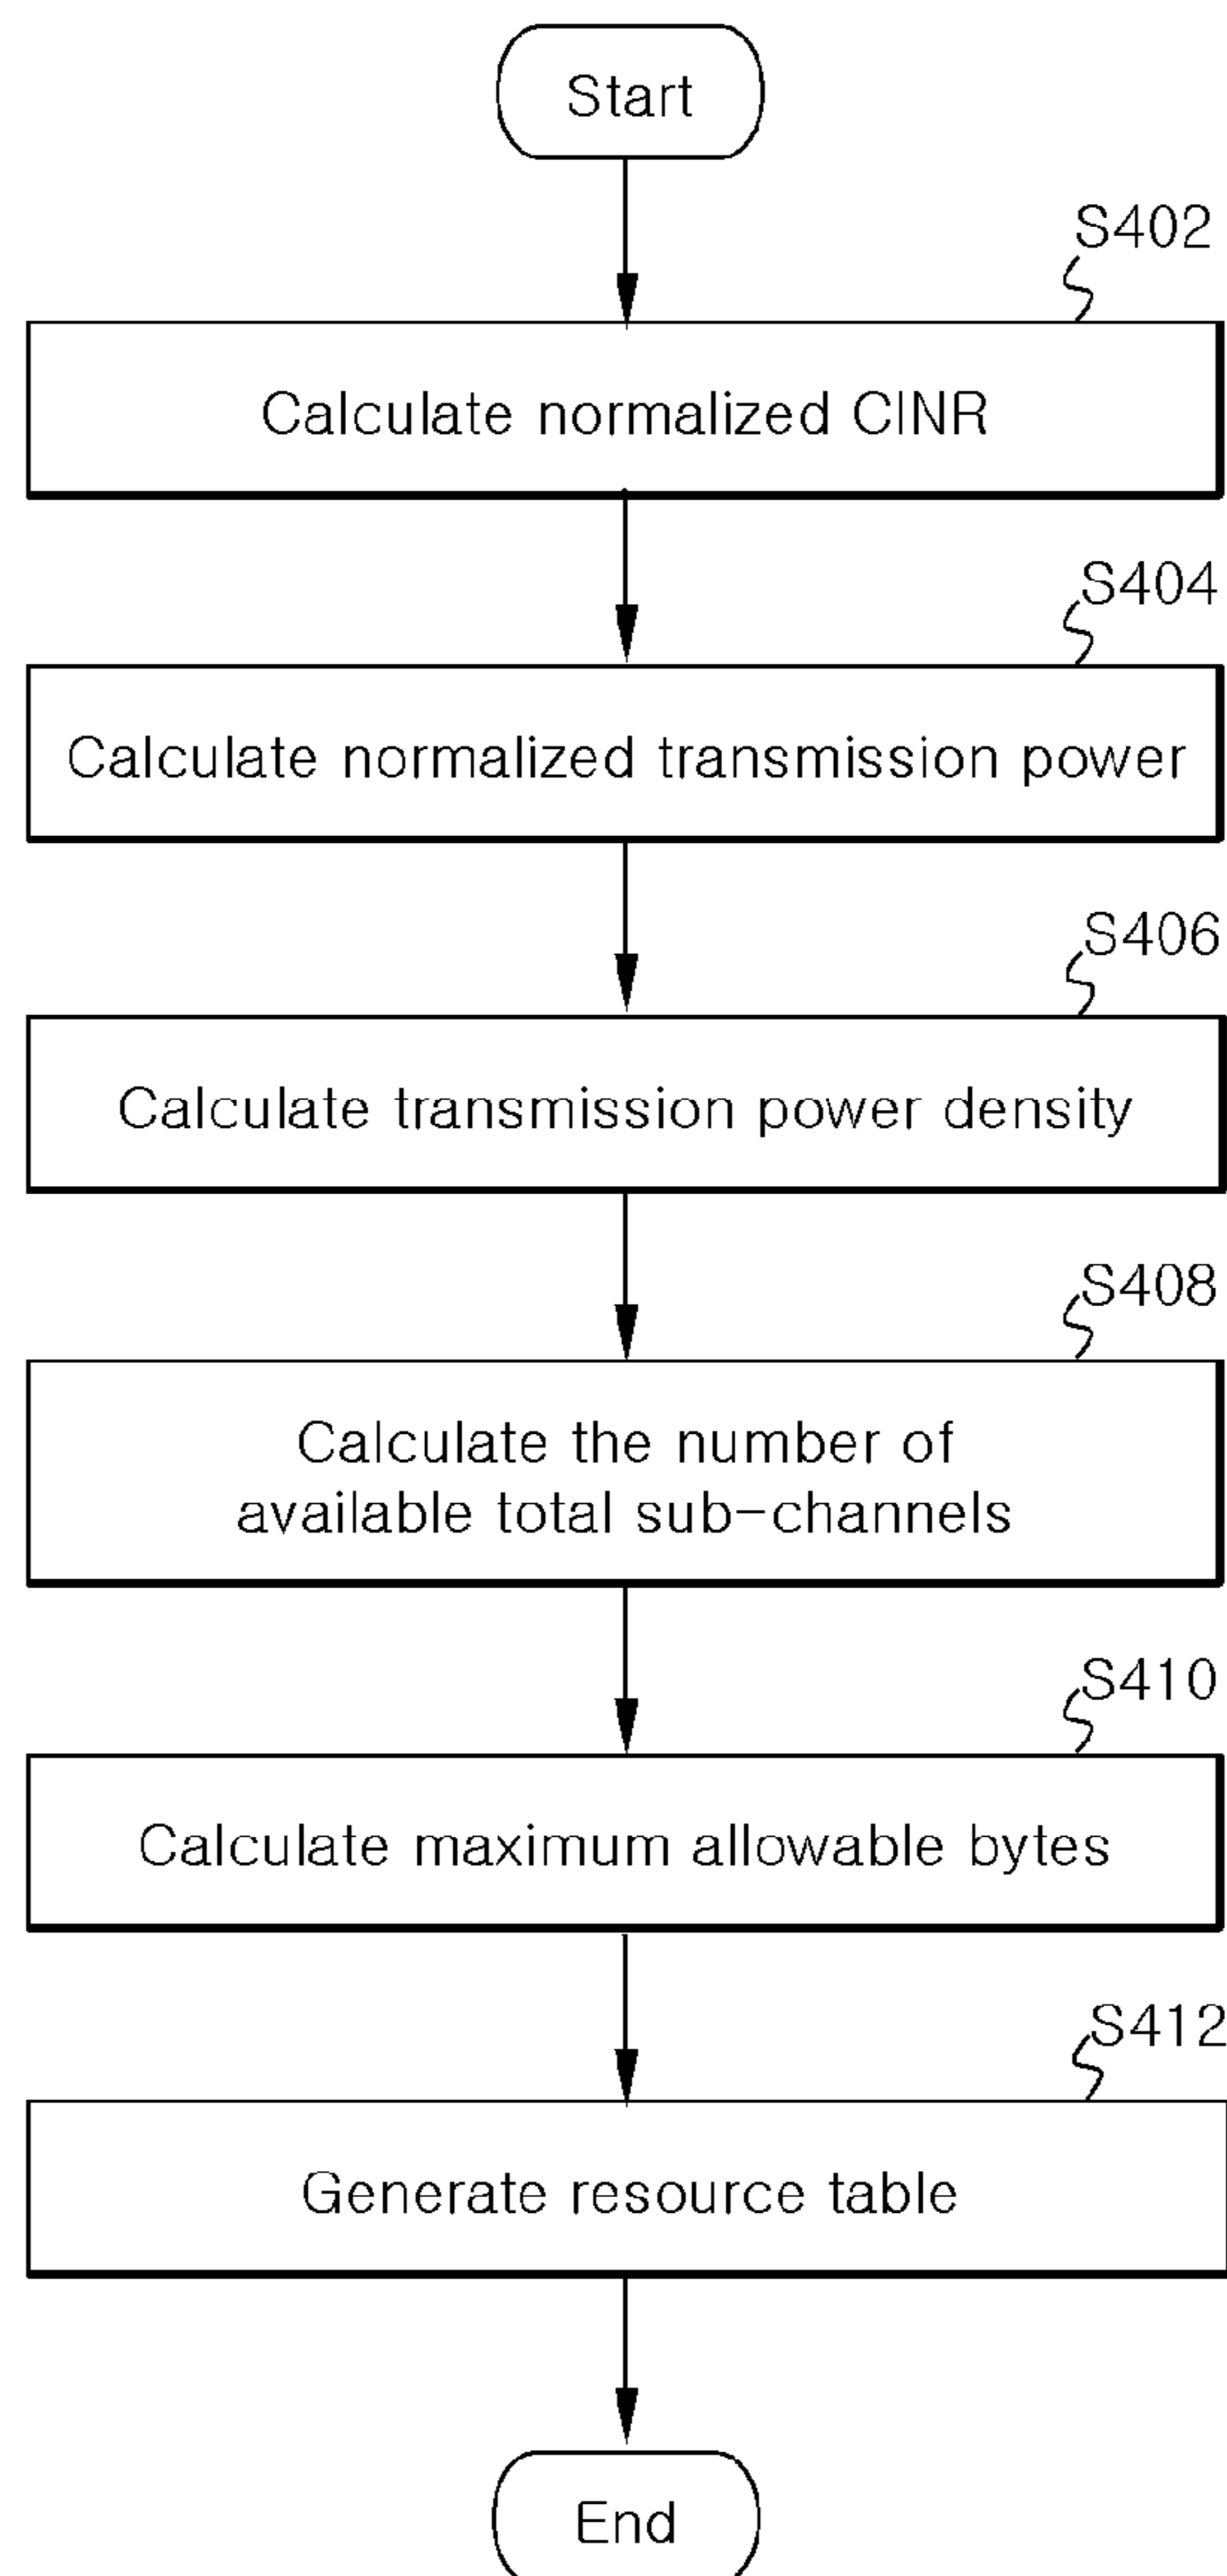 Start
S402
Calculate normalized CINR
S404
Calculate normalized transmission power
S406
Calculate transmission power density
S408
Calculate the number of
available total sub-channels
S410
Calculate maximum allowable bytes
S412
Generate resource table
End